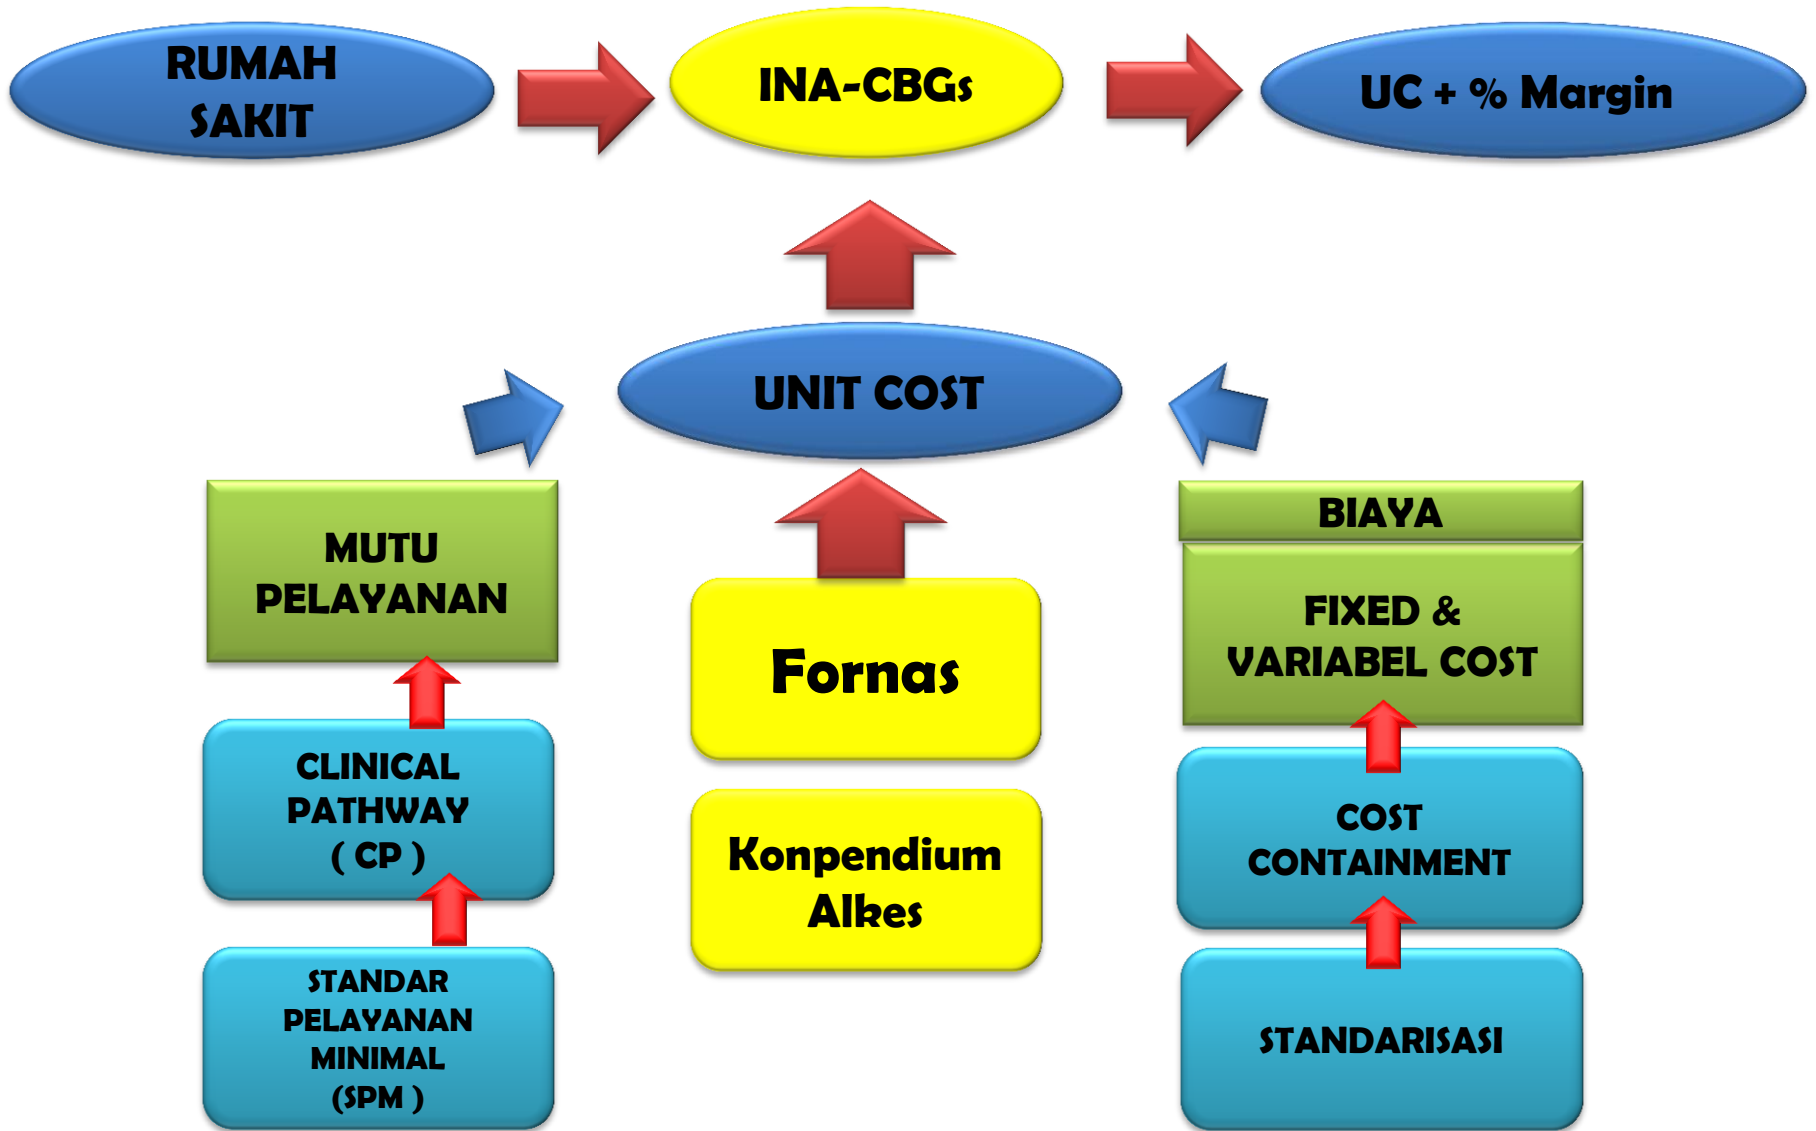 RUMAH
SAKIT
INA-CBGs
UC + % Margin
UNIT COST
MUTU
PELAYANAN
Fornas
BIAYA
FIXED &
VARIABEL COST
CLINICAL
PATHWAY
( CP )
Konpendium
Alkes
COST
CONTAINMENT
STANDAR
PELAYANAN
MINIMAL
(SPM )
STANDARISASI